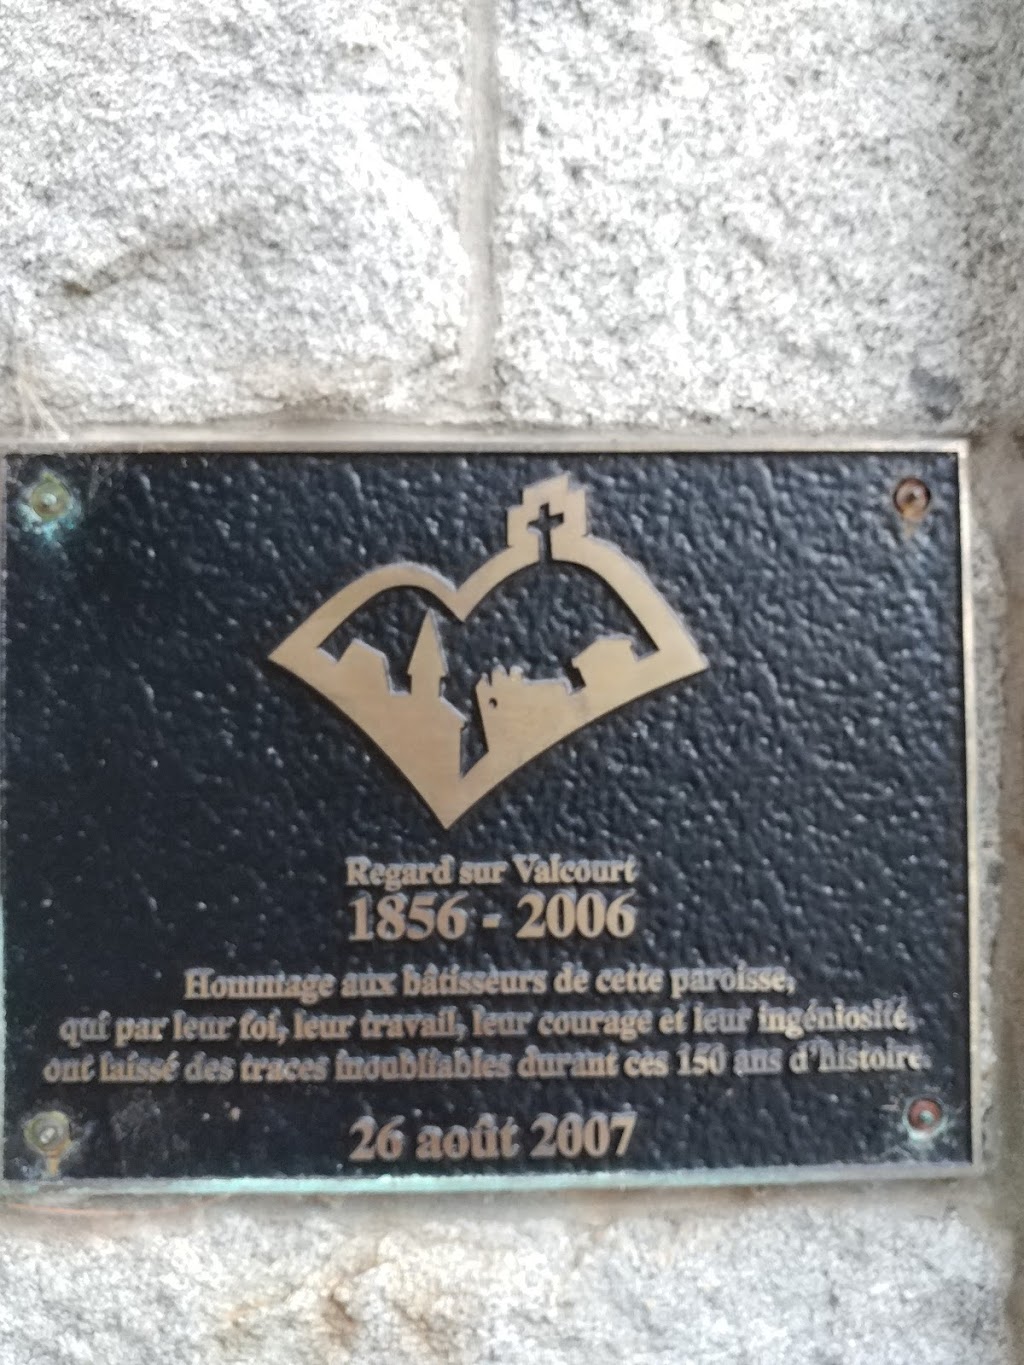 Regard sur Valcourt
1856 - 2006
Hommage aux bâtisseurs de cette paroisse,
qui par leur foi, leur travail, leur courage et leur ingéniosité,
ont laissé des traces inoubliables durant ces 150 ans d'histoire.
26 août 2007